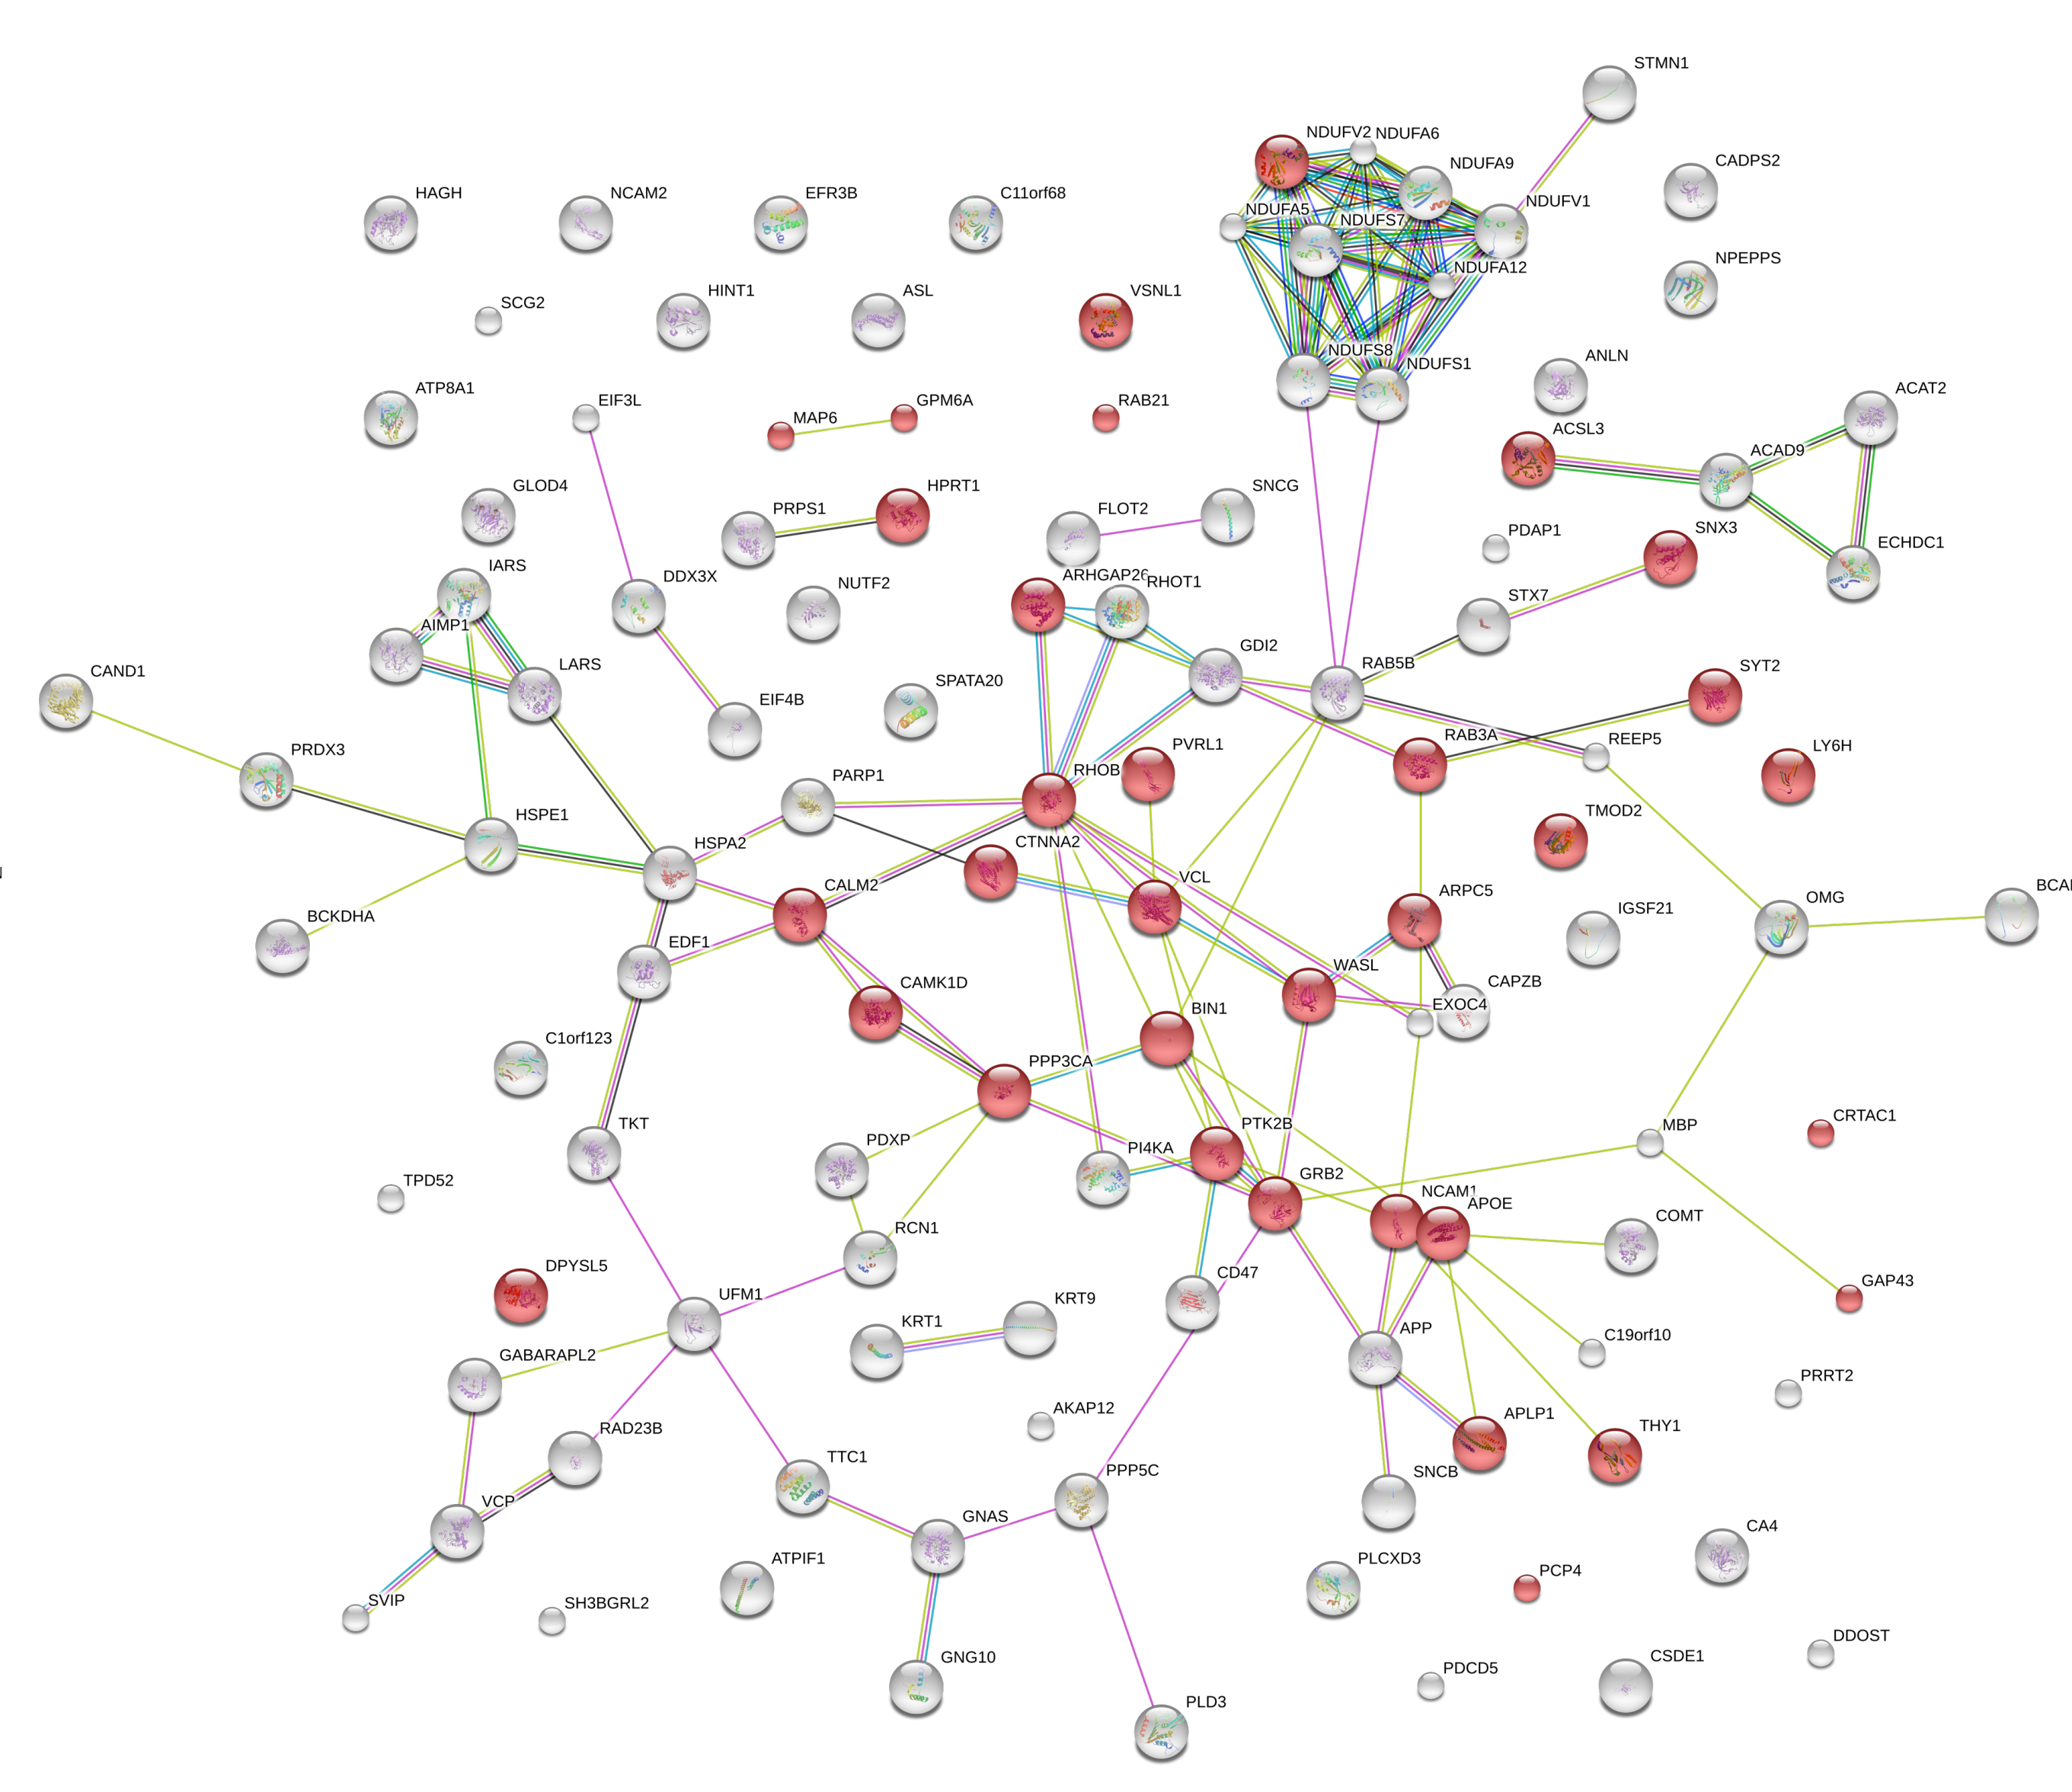 STMN1
NDUFV2
NDUFA6
CADPS2
NDUFA9
HAGH
NCAM2
EFR3B
C11orf68
NDUFV1
NDUFA5
NDUFS7
NPEPPS
NDUFA12
HINT1
ASL
VSNL1
SCG2
NDUFS8
ANLN
NDUFS1
ATP8A1
ACAT2
EIF3L
GPM6A
RAB21
MAP6
ACSL3
ACAD9
GLOD4
HPRT1
SNCG
PRPS1
FLOT2
PDAP1
SNX3
ECHDC1
IARS
DDX3X
ARHGAP26
RHOT1
NUTF2
STX7
AIMP1
GDI2
LARS
RAB5B
CAND1
SPATA20
SYT2
EIF4B
RAB3A
PRDX3
LY6H
RHOB
PVRL1
PARP1
REEP5
HSPE1
TMOD2
HSPA2
CTNNA2
VCL
CALM2
ARPC5
BCAN
OMG
IGSF21
BCKDHA
EDF1
WASL
CAPZB
CAMK1D
EXOC4
BIN1
C1orf123
PPP3CA
TKT
PTK2B
MBP
CRTAC1
PDXP
PI4KA
GRB2
TPD52
NCAM1
APOE
RCN1
COMT
DPYSL5
CD47
GAP43
UFM1
KRT9
KRT1
APP
C19orf10
GABARAPL2
PRRT2
AKAP12
APLP1
THY1
RAD23B
TTC1
PPP5C
SNCB
VCP
GNAS
CA4
ATPIF1
PLCXD3
PCP4
SVIP
SH3BGRL2
DDOST
GNG10
CSDE1
PDCD5
PLD3